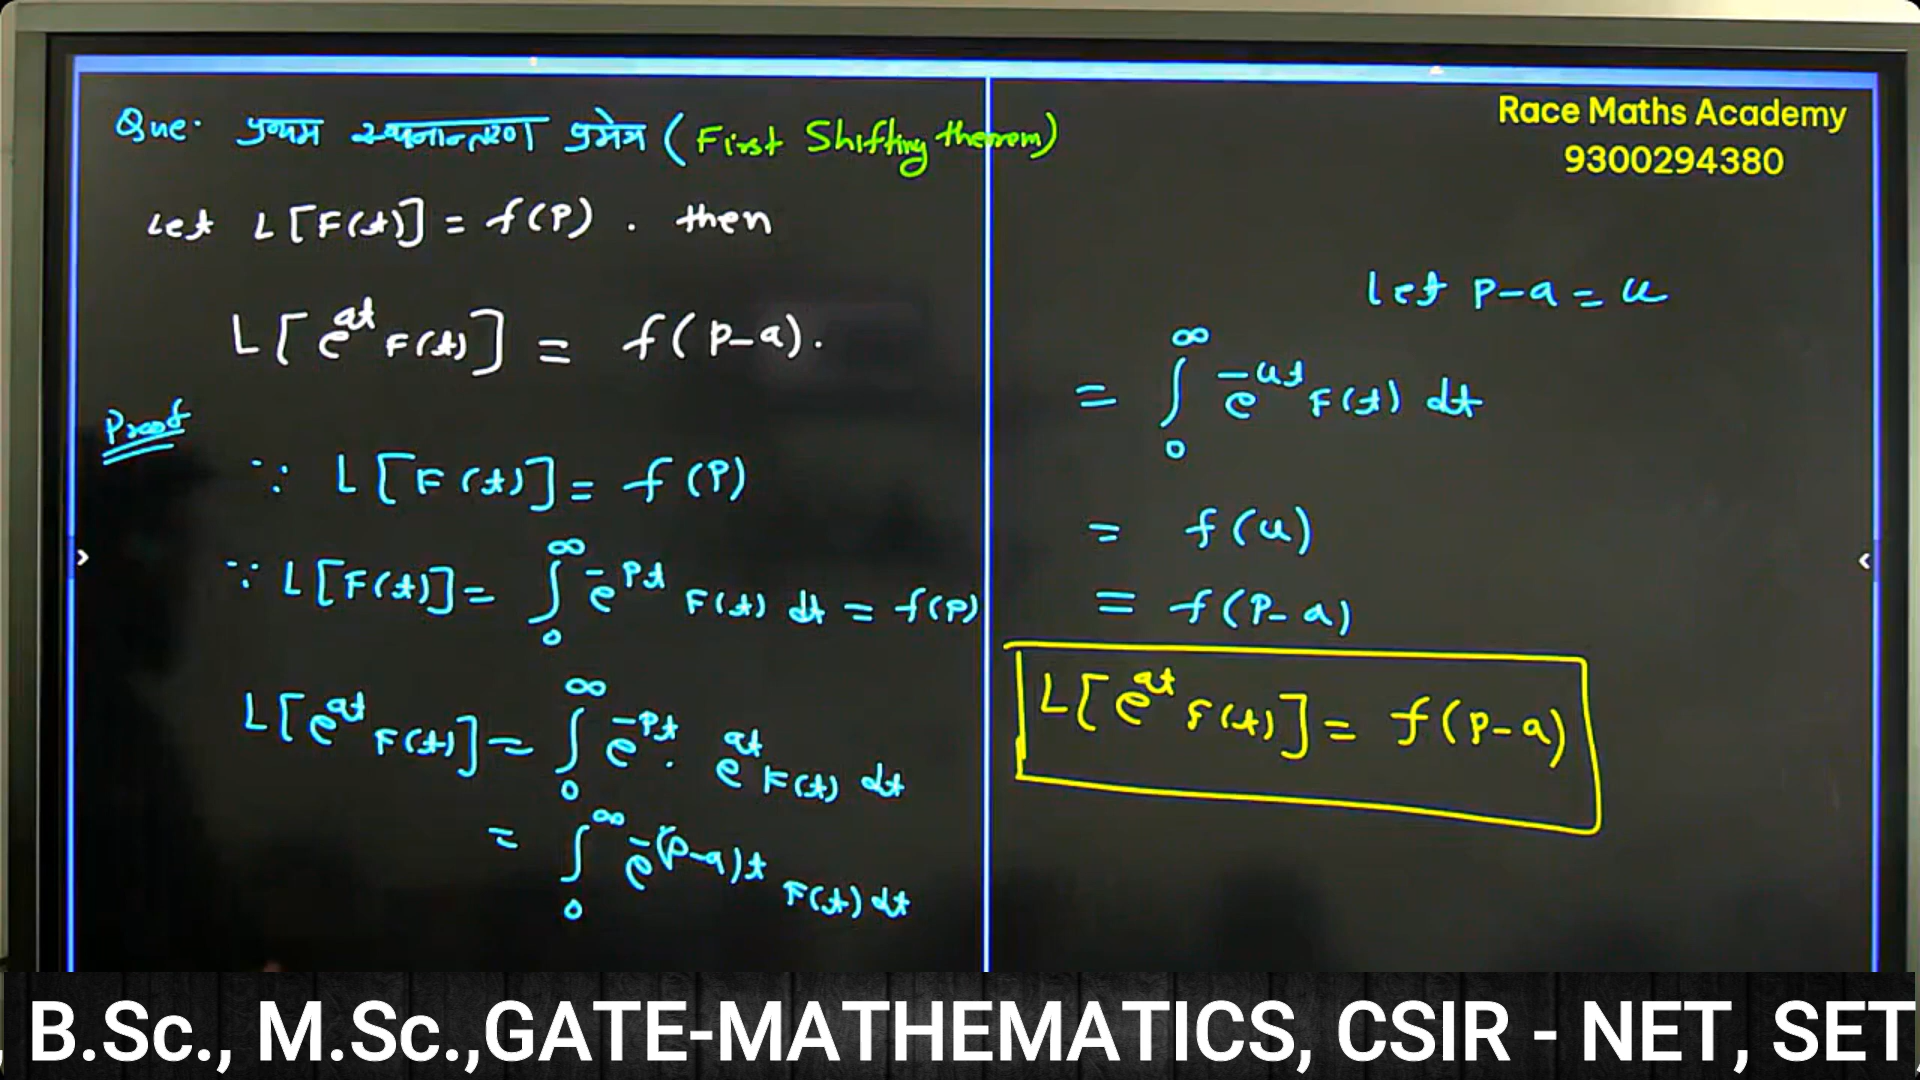 Que. प्रथम स्थानान्तरण प्रमेय (First Shifting theorem)
Let L[F(t)] = f(P) . then
L[e^{at} F(t)] = f(p-a).
Proof
∵ L[F(t)] = f(P)
∵ L[F(t)] = ∫_0^∞ e^{-pt} F(t) dt = f(P)
L[e^{at} F(t)] = ∫_0^∞ e^{-pt} . e^{at} F(t) dt
= ∫_0^∞ e^{-(p-a)t} F(t) dt
Race Maths Academy
9300294380
let p-a = u
= ∫_0^∞ e^{-ut} F(t) dt
= f(u)
= f(P-a)
L[e^{at} F(t)] = f(p-a)
, B.Sc., M.Sc.,GATE-MATHEMATICS, CSIR - NET, SET,